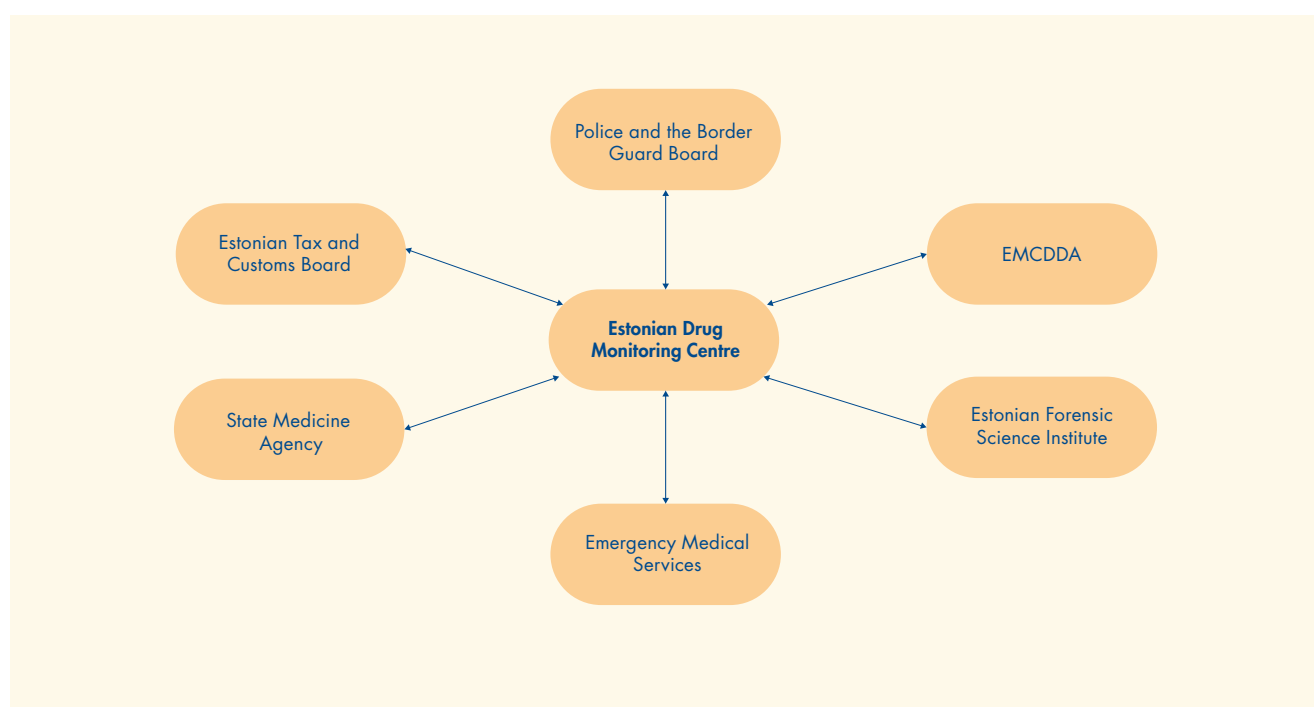 Police and the Border
Guard Board
Estonian Tax and
Customs Board
EMCDDA
Estonian Drug
Monitoring Centre
State Medicine
Agency
Estonian Forensic
Science Institute
Emergency Medical
Services